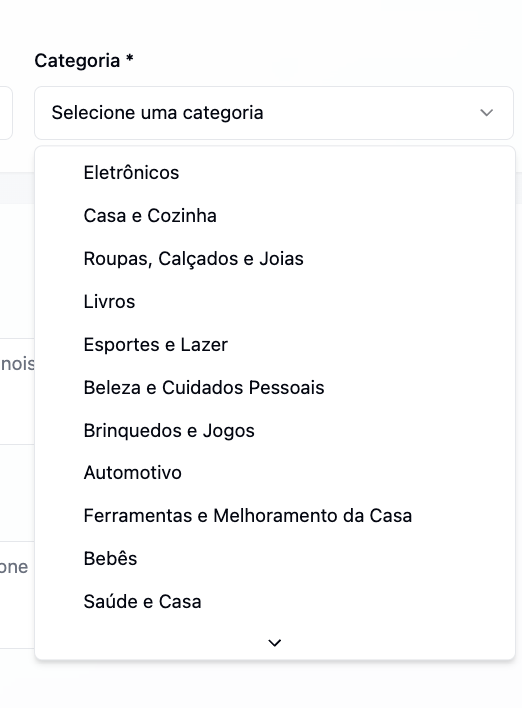 Categoria *
Selecione uma categoria
Eletrônicos
Casa e Cozinha
Roupas, Calçados e Joias
Livros
Esportes e Lazer
nois
Beleza e Cuidados Pessoais
Brinquedos e Jogos
Automotivo
Ferramentas e Melhoramento da Casa
Bebês
one
Saúde e Casa